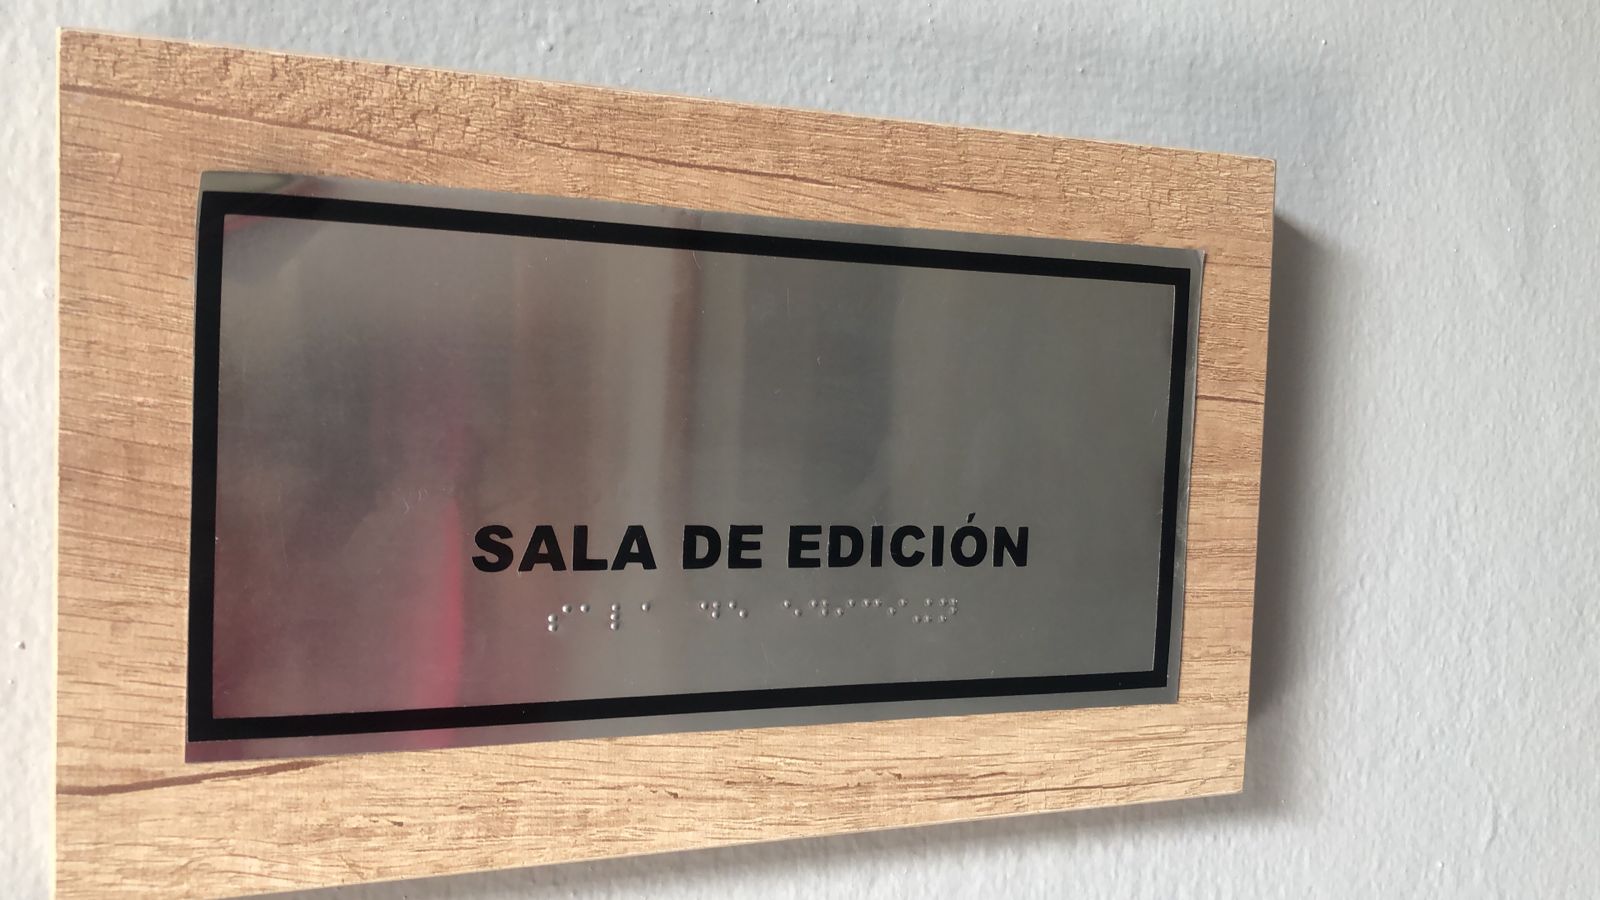 SALA DE EDICIÓN
⠎⠁⠇⠁ ⠙⠑ ⠑⠙⠊⠉⠊⠬⠝